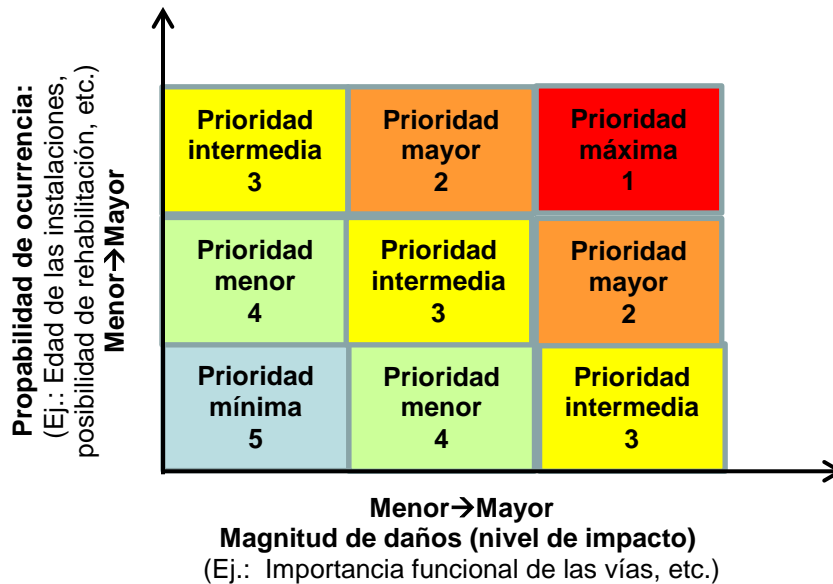 Propabilidad de ocurrencia:
(Ej.: Edad de las instalaciones,
posibilidad de rehabilitación, etc.)
Menor→Mayor
Prioridad
intermedia
3
Prioridad
mayor
2
Prioridad
máxima
1
Prioridad
menor
4
Prioridad
intermedia
3
Prioridad
mayor
2
Prioridad
mínima
5
Prioridad
menor
4
Prioridad
intermedia
3
Menor→Mayor
Magnitud de daños (nivel de impacto)
(Ej.: Importancia funcional de las vías, etc.)